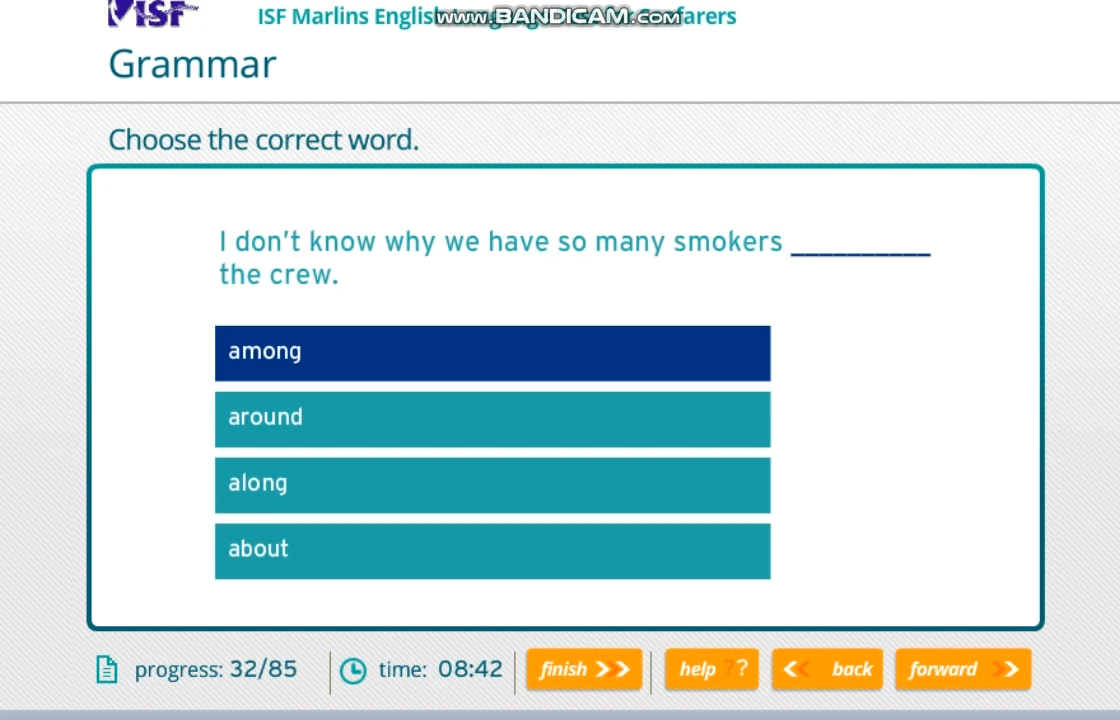 ISF
ISF Marlins English farers
www.BANDICAM.com
Grammar
Choose the correct word.
I don't know why we have so many smokers __________
the crew.
among
around
along
about
progress: 32/85
time: 08:42
finish
help ??
back
forward